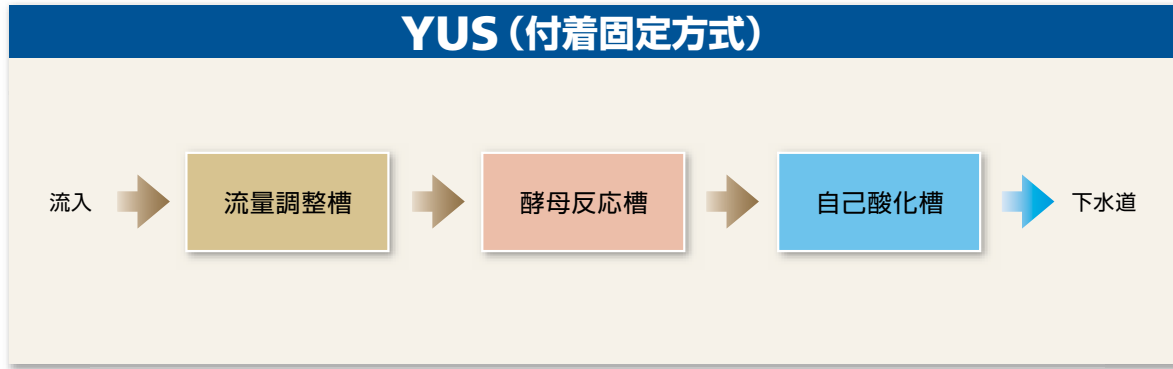 YUS（付着固定方式）
流入
流量調整槽
酵母反応槽
自己酸化槽
下水道